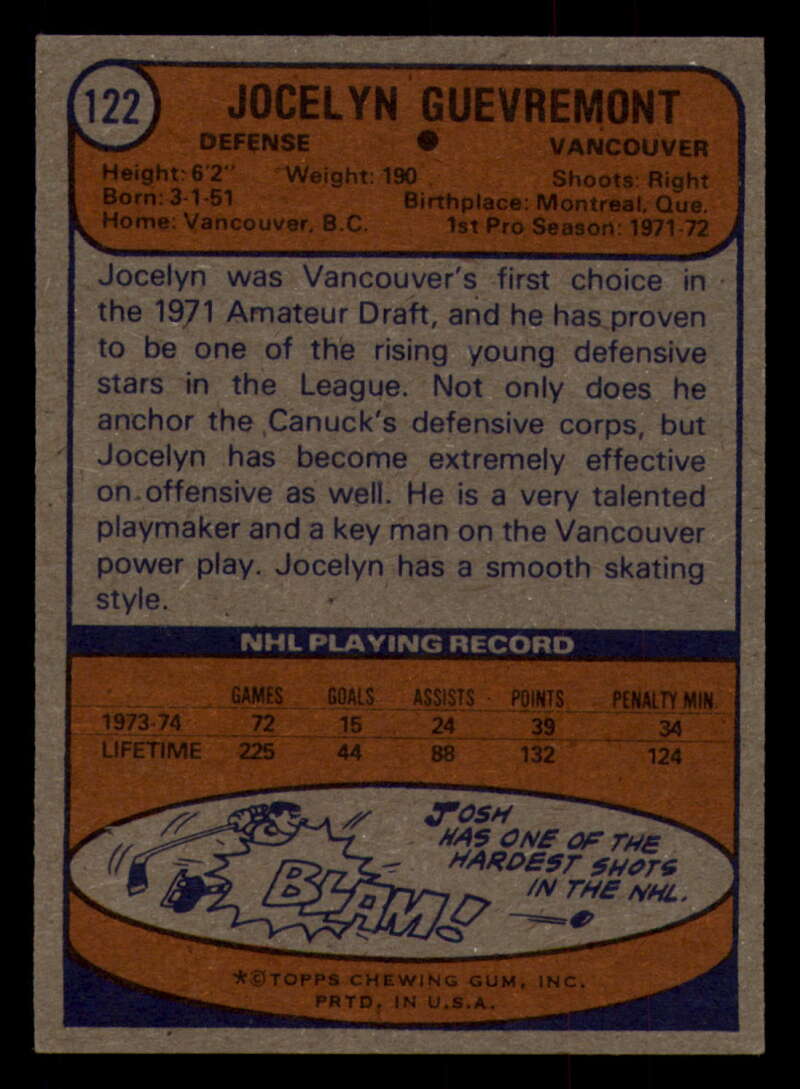 122
JOCELYN GUEVREMONT
DEFENSE ● VANCOUVER
Height: 6'2" Weight: 190 Shoots: Right
Born: 3-1-51 Birthplace: Montreal, Que.
Home: Vancouver, B.C. 1st Pro Season: 1971-72
Jocelyn was Vancouver's first choice in
the 1971 Amateur Draft, and he has proven
to be one of the rising young defensive
stars in the League. Not only does he
anchor the Canuck's defensive corps, but
Jocelyn has become extremely effective
on offensive as well. He is a very talented
playmaker and a key man on the Vancouver
power play. Jocelyn has a smooth skating
style.
NHL PLAYING RECORD
GAMES GOALS ASSISTS POINTS PENALTY MIN.
1973-74 72 15 24 39 34
LIFETIME 225 44 88 132 124
JOSH
HAS ONE OF THE
HARDEST SHOTS
IN THE NHL.
BLAM!
*©TOPPS CHEWING GUM, INC.
PRTD. IN U.S.A.